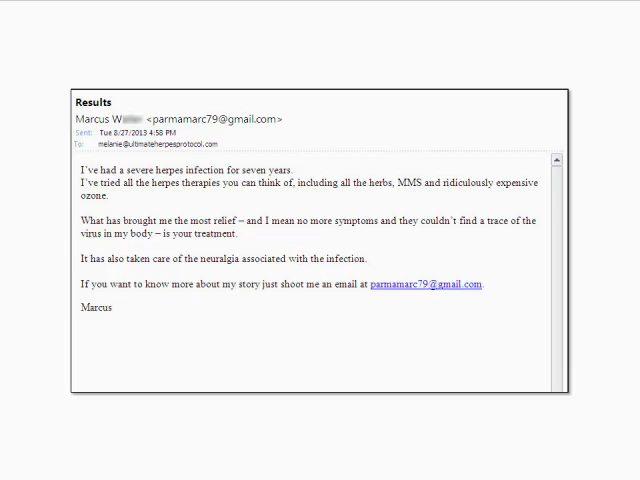 Results
Marcus W <parmamarc79@gmail.com>
Sent: Tue 8/27/2013 4:58 PM
To: melanie@ultimateherpesprotocol.com
I've had a severe herpes infection for seven years.
I've tried all the herpes therapies you can think of, including all the herbs, MMS and ridiculously expensive
ozone.
What has brought me the most relief – and I mean no more symptoms and they couldn't find a trace of the
virus in my body – is your treatment.
It has also taken care of the neuralgia associated with the infection.
If you want to know more about my story just shoot me an email at parmamarc79@gmail.com.
Marcus